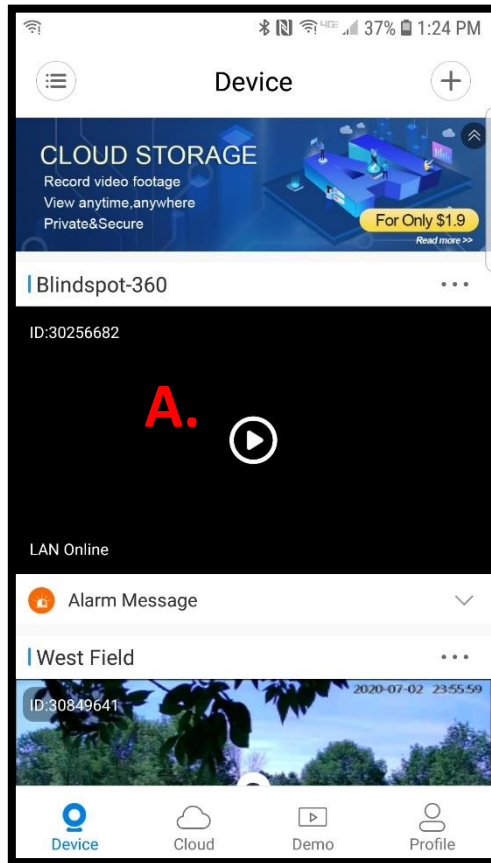 4GE 37% 1:24 PM
Device
CLOUD STORAGE
Record video footage
View anytime,anywhere
Private&Secure
For Only $1.9
Read more >>
Blindspot-360
ID:30256682
A.
LAN Online
Alarm Message
West Field
2020-07-02 23:55:59
ID:30849641
Device Cloud Demo Profile